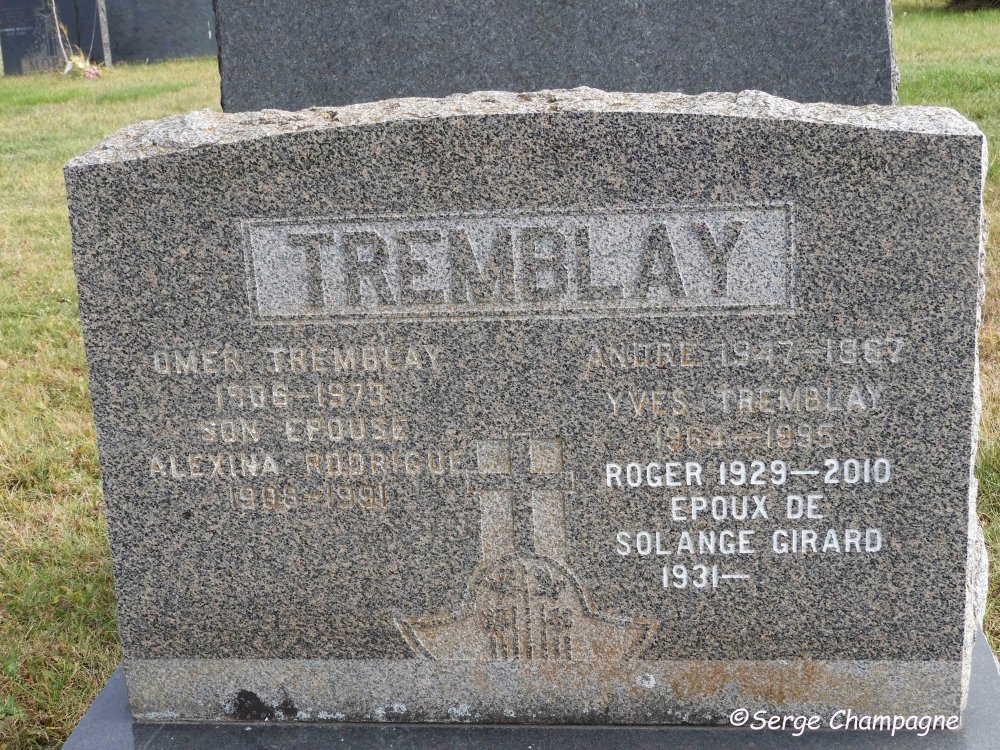 TREMBLAY
OMER TREMBLAY
1906-1973
SON EPOUSE
ALEXINA RODRIGUE
1908-1991
ANDRE 1947-1967
YVES TREMBLAY
1964-1995
ROGER 1929-2010
EPOUX DE
SOLANGE GIRARD
1931-
©Serge Champagne